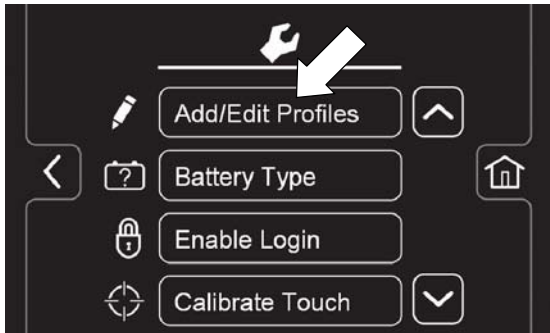 Add/Edit Profiles
Battery Type
Enable Login
Calibrate Touch